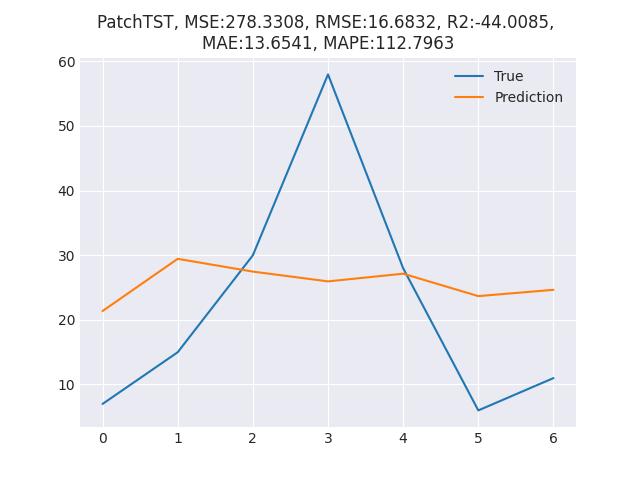 PatchTST, MSE:278.3308, RMSE:16.6832, R2:-44.0085,
MAE:13.6541, MAPE:112.7963
True
Prediction
60
50
40
30
20
10
0 1 2 3 4 5 6